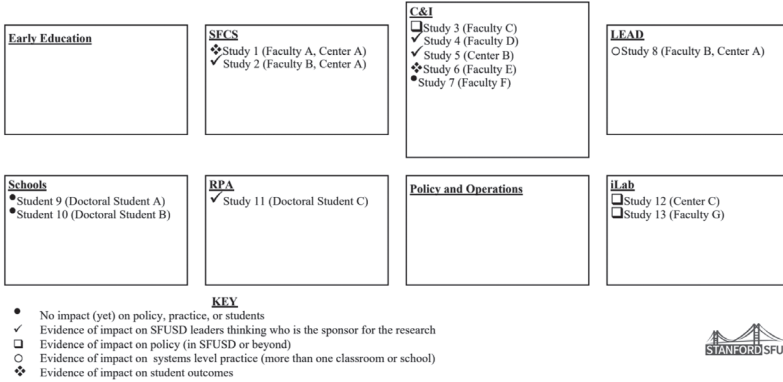 Early Education
SFCS
❖Study 1 (Faculty A, Center A)
✓Study 2 (Faculty B, Center A)
C&I
❑Study 3 (Faculty C)
✓Study 4 (Faculty D)
✓Study 5 (Center B)
❖Study 6 (Faculty E)
●Study 7 (Faculty F)
LEAD
○Study 8 (Faculty B, Center A)
Schools
●Student 9 (Doctoral Student A)
●Student 10 (Doctoral Student B)
RPA
✓Study 11 (Doctoral Student C)
Policy and Operations
iLab
❑Study 12 (Center C)
❑Study 13 (Faculty G)
KEY
● No impact (yet) on policy, practice, or students
✓ Evidence of impact on SFUSD leaders thinking who is the sponsor for the research
❑ Evidence of impact on policy (in SFUSD or beyond)
○ Evidence of impact on systems level practice (more than one classroom or school)
❖ Evidence of impact on student outcomes
STANFORD SFU